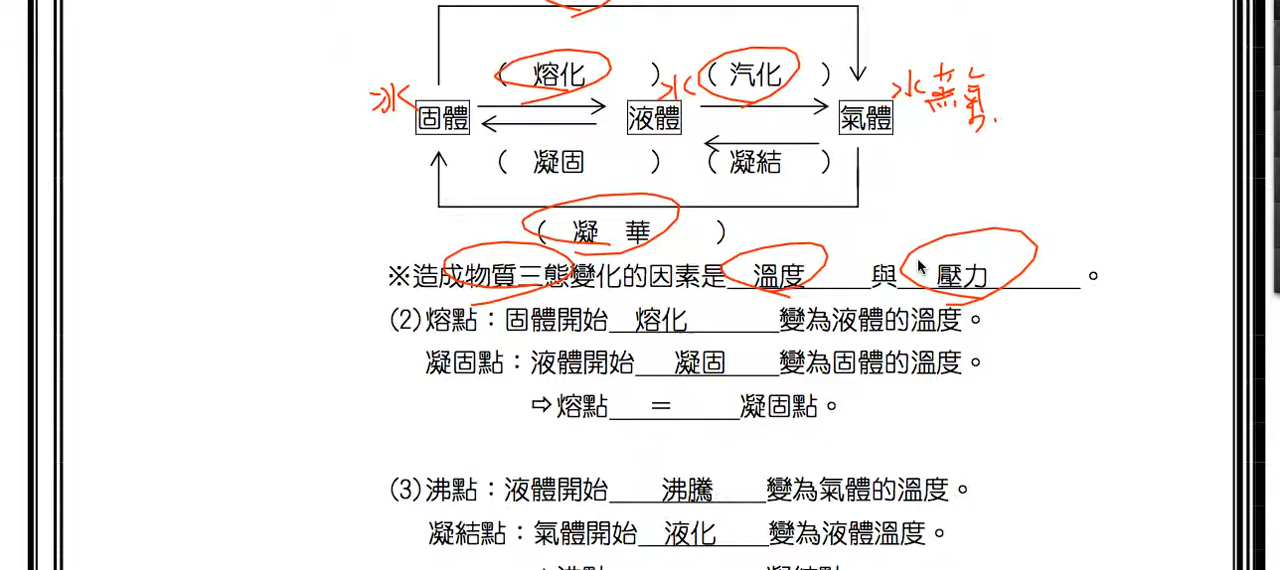 ( 熔化 ) ( 汽化 )
冰 水 水蒸氣
固體 液體 氣體
( 凝固 ) ( 凝結 )
( 凝 華 )
※造成物質三態變化的因素是 溫度 與 壓力 。
(2)熔點：固體開始 熔化 變為液體的溫度。
凝固點：液體開始 凝固 變為固體的溫度。
⇨熔點 = 凝固點。
(3)沸點：液體開始 沸騰 變為氣體的溫度。
凝結點：氣體開始 液化 變為液體溫度。